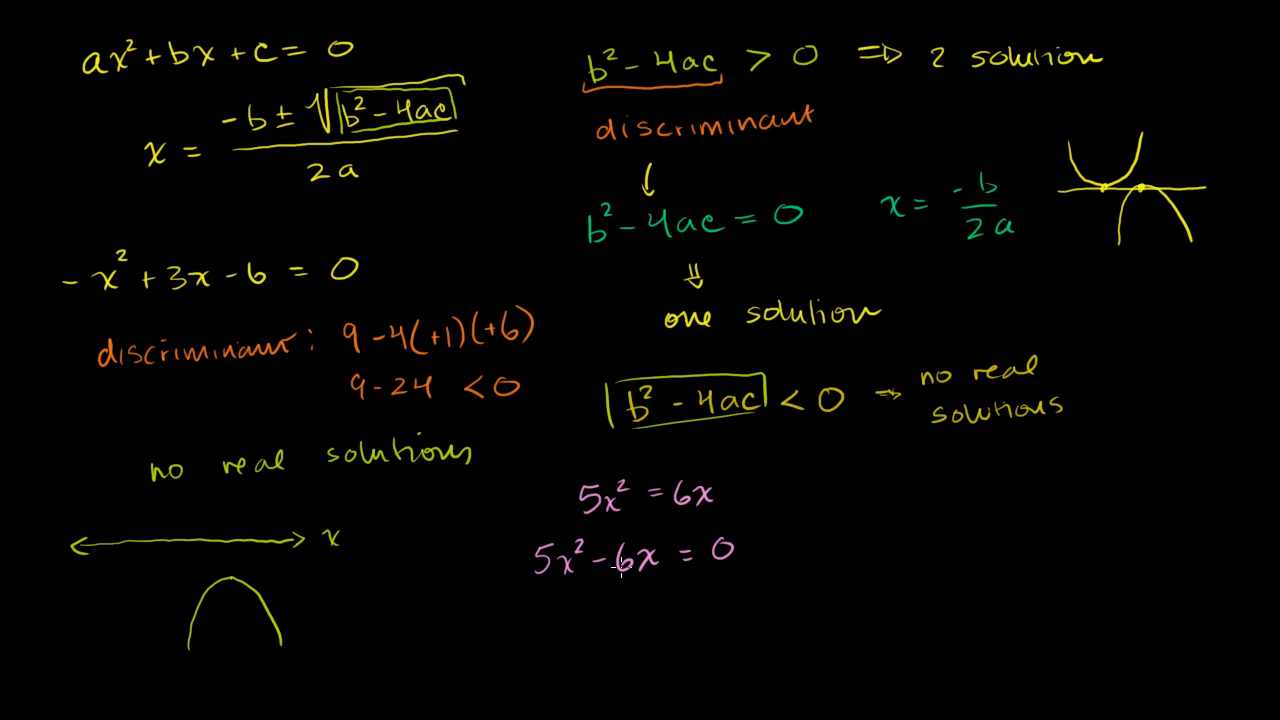 ax² + bx + c = 0
x = (-b ± √(b² - 4ac)) / 2a
-x² + 3x - 6 = 0
discriminant: 9 - 4(+1)(+6)
9 - 24 < 0
no real solutions
x
b² - 4ac > 0 ⇒ 2 solution
discriminant
↓
b² - 4ac = 0 x = -b / 2a
⇓
one solution
b² - 4ac < 0 ⇒ no real
solutions
5x² = 6x
5x² - 6x = 0